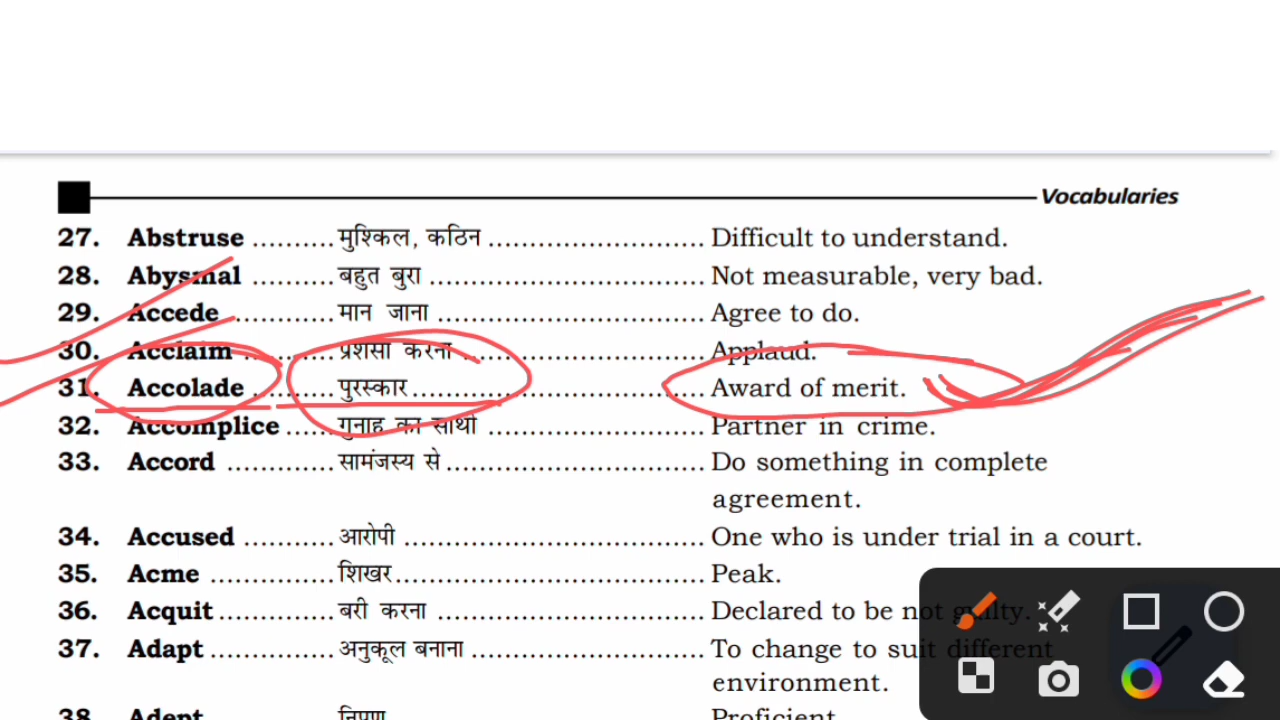 Vocabularies
27. Abstruse .......... मुश्किल, कठिन ........................ Difficult to understand.
28. Abysmal .......... बहुत बुरा .............................. Not measurable, very bad.
29. Accede ............ मान जाना .............................. Agree to do.
30. Acclaim ........... प्रशंसा करना ........................... Applaud.
31. Accolade .......... पुरस्कार ................................ Award of merit.
32. Accomplice ...... गुनाह का साथी ........................ Partner in crime.
33. Accord ............ सामंजस्य से ............................ Do something in complete
agreement.
34. Accused ........... आरोपी ................................. One who is under trial in a court.
35. Acme .............. शिखर .................................. Peak.
36. Acquit ............. बरी करना .............................. Declared to be not guilty.
37. Adapt .............. अनुकूल बनाना .......................... To change to suit different
environment.
38. Adept निपुण Proficient